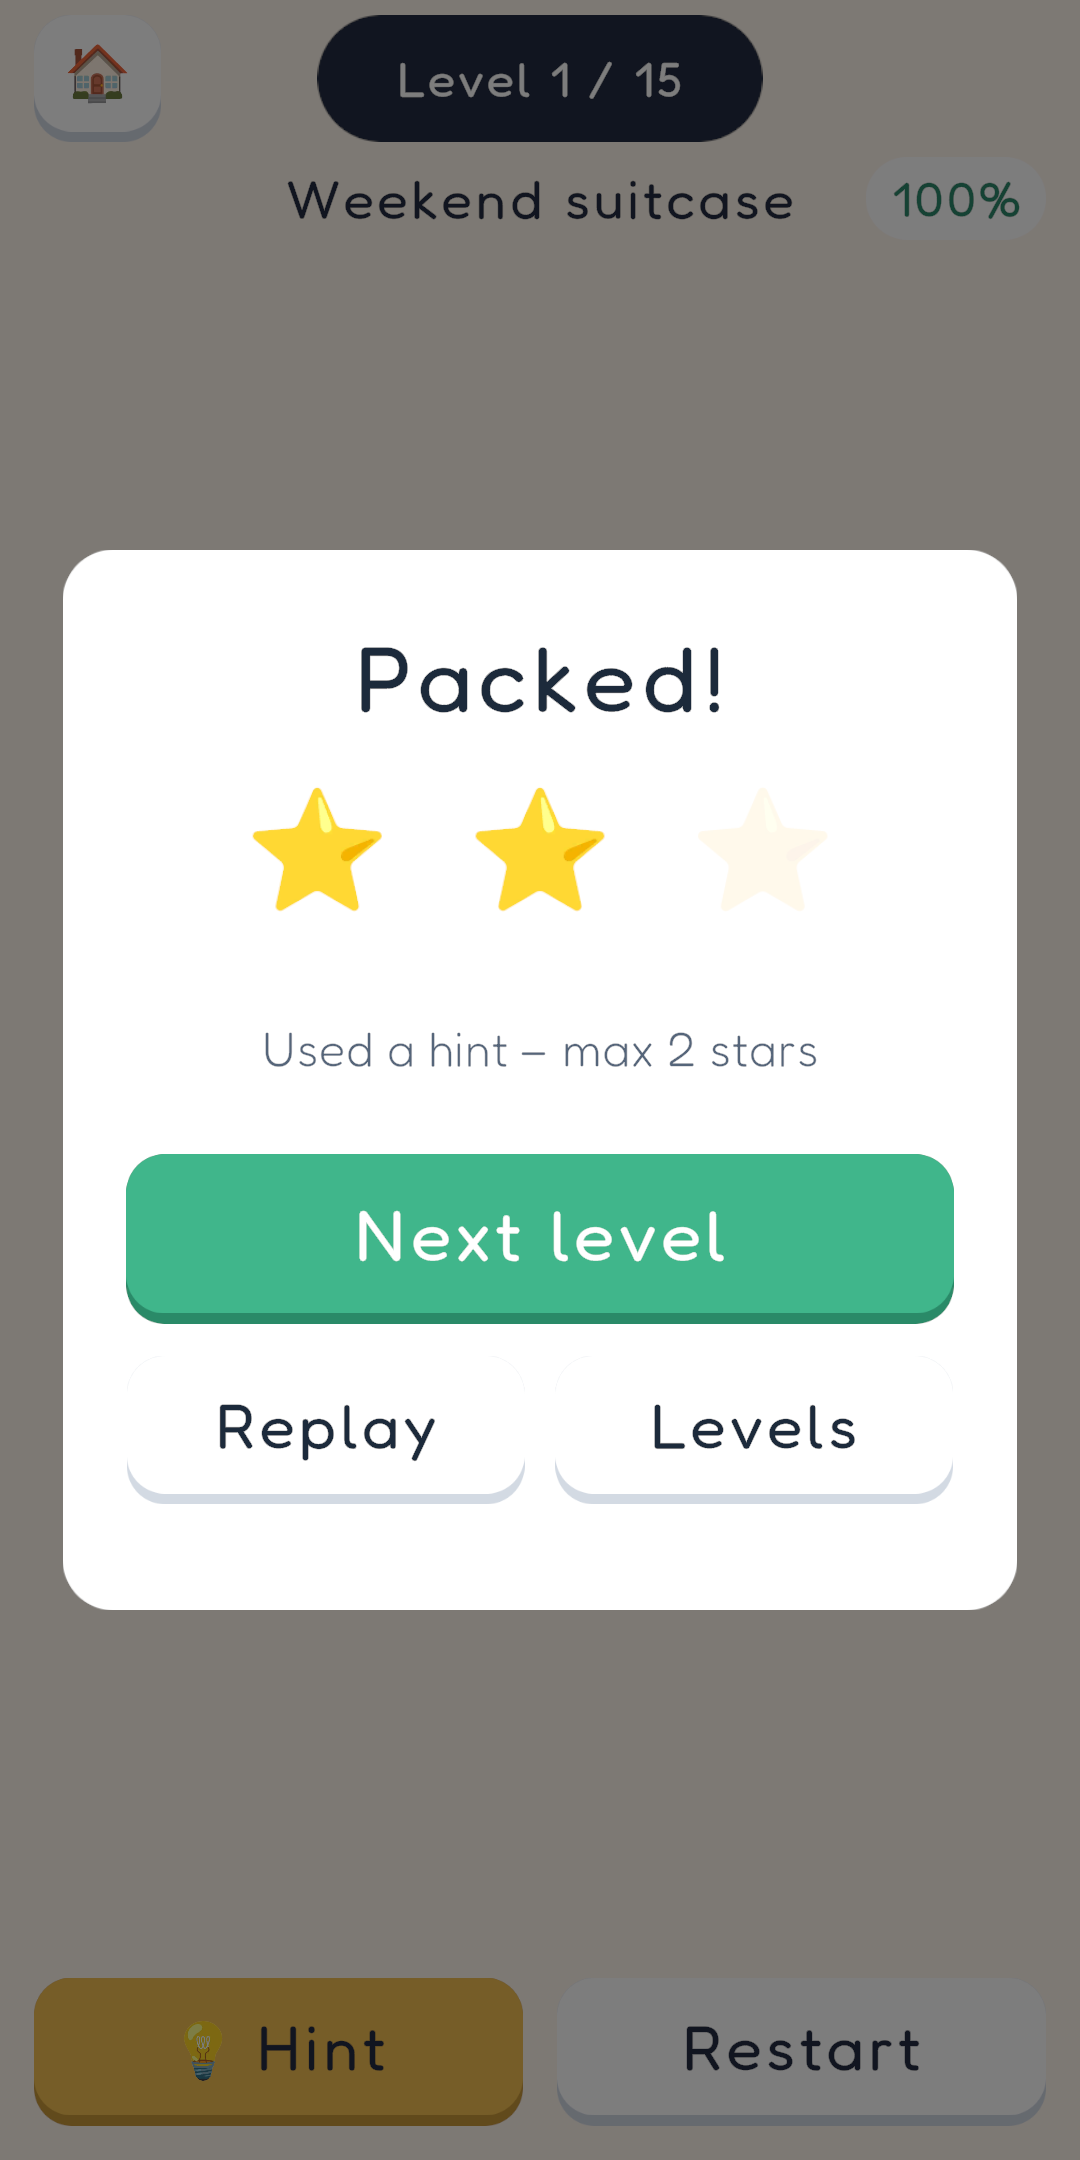 Level 1 / 15
Weekend suitcase
100%
Packed!
Used a hint – max 2 stars
Next level
Replay
Levels
Hint
Restart